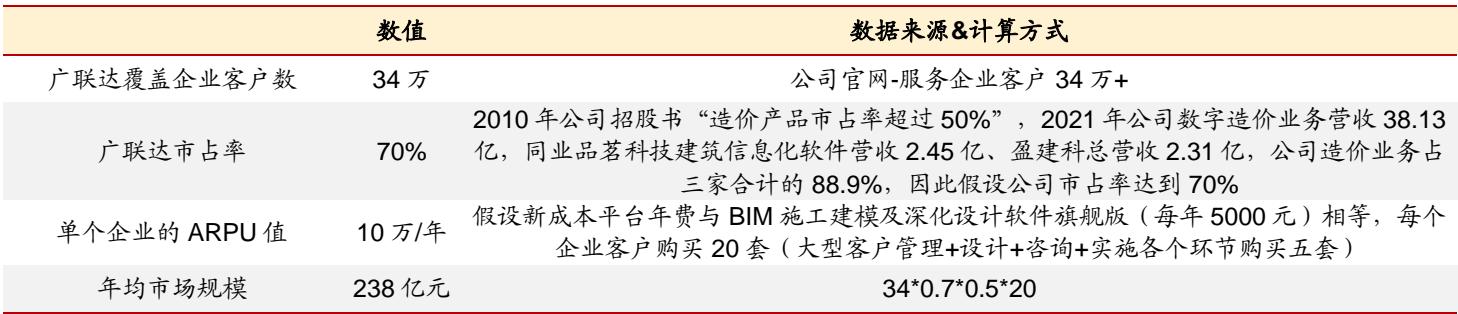 数值 数据来源&计算方式
广联达覆盖企业客户数 34 万 公司官网-服务企业客户 34 万+
2010 年公司招股书“造价产品市占率超过 50%”，2021 年公司数字造价业务营收 38.13
广联达市占率 70% 亿，同业品茗科技建筑信息化软件营收 2.45 亿、盈建科总营收 2.31 亿，公司造价业务占
三家合计的 88.9%，因此假设公司市占率达到 70%
单个企业的 ARPU 值 10 万/年 假设新成本平台年费与 BIM 施工建模及深化设计软件旗舰版（每年 5000 元）相等，每个
企业客户购买 20 套（大型客户管理+设计+咨询+实施各个环节购买五套）
年均市场规模 238 亿元 34*0.7*0.5*20